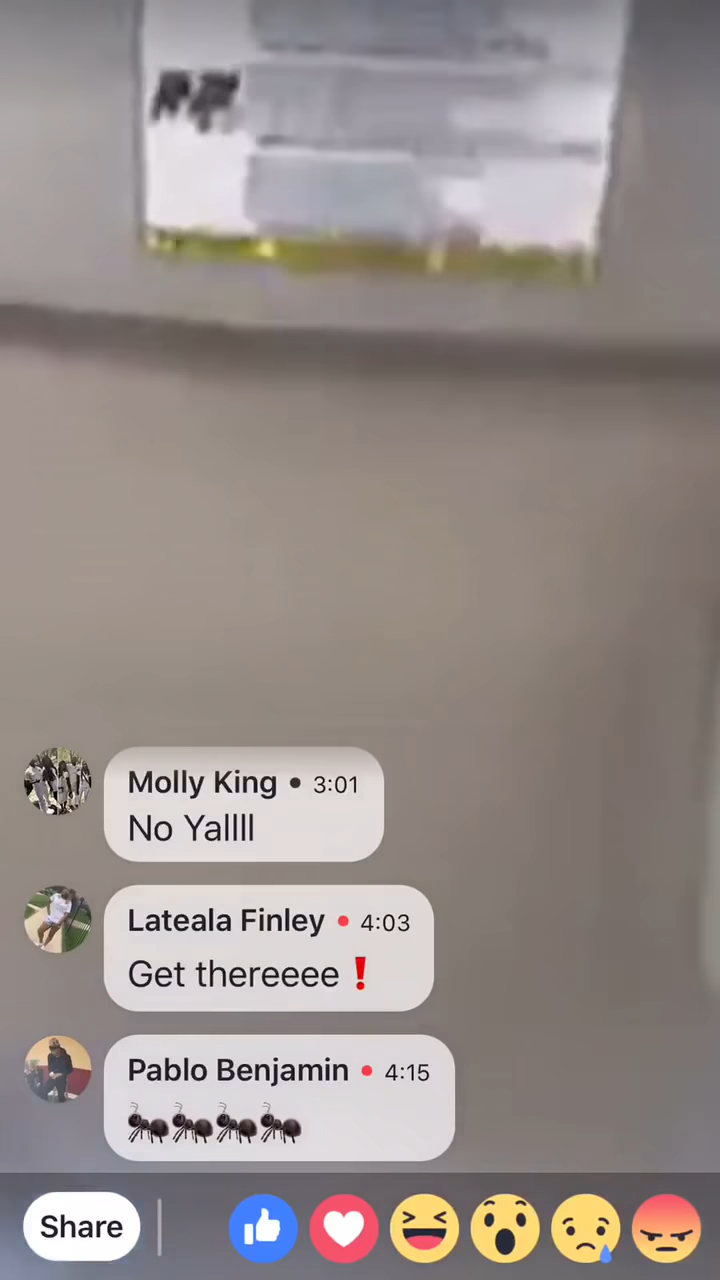 Molly King • 3:01
No Yallll
Lateala Finley • 4:03
Get thereeee❗
Pablo Benjamin • 4:15
🐜🐜🐜🐜
Share